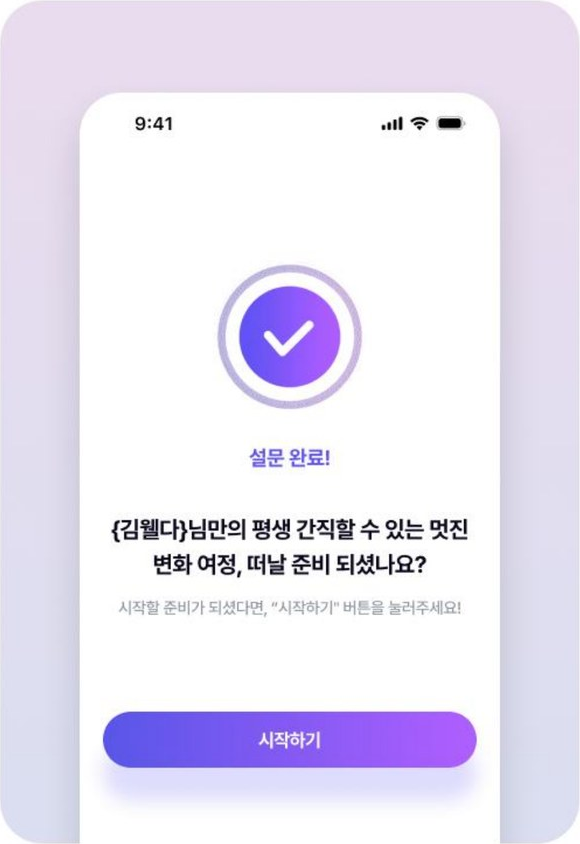 9:41
설문 완료!
{김웰다}님만의 평생 간직할 수 있는 멋진
변화 여정, 떠날 준비 되셨나요?
시작할 준비가 되셨다면, "시작하기" 버튼을 눌러주세요!
시작하기